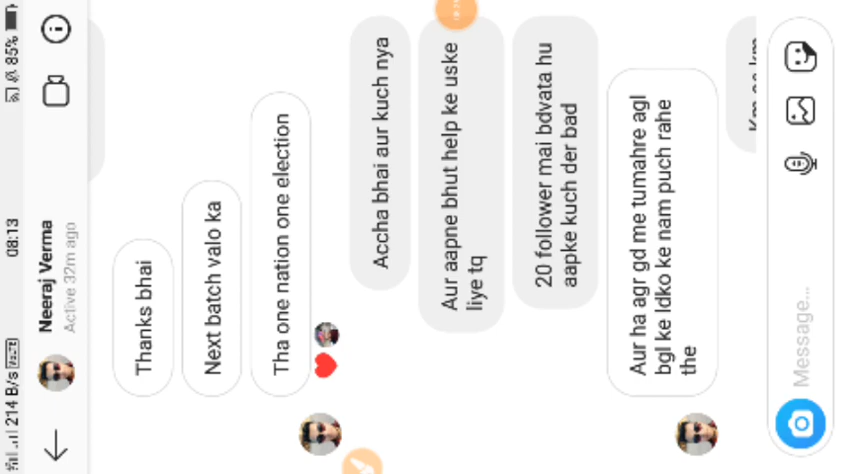 214 B/s VoLTE 08:13 85%
Neeraj Verma
Active 32m ago
Thanks bhai
Next batch valo ka
Tha one nation one election
Accha bhai aur kuch nya
Aur aapne bhut help ke uske
liye tq
20 follower mai bdvata hu
aapke kuch der bad
Aur ha agr gd me tumahre agl
bgl ke ldko ke nam puch rahe
the
Message...